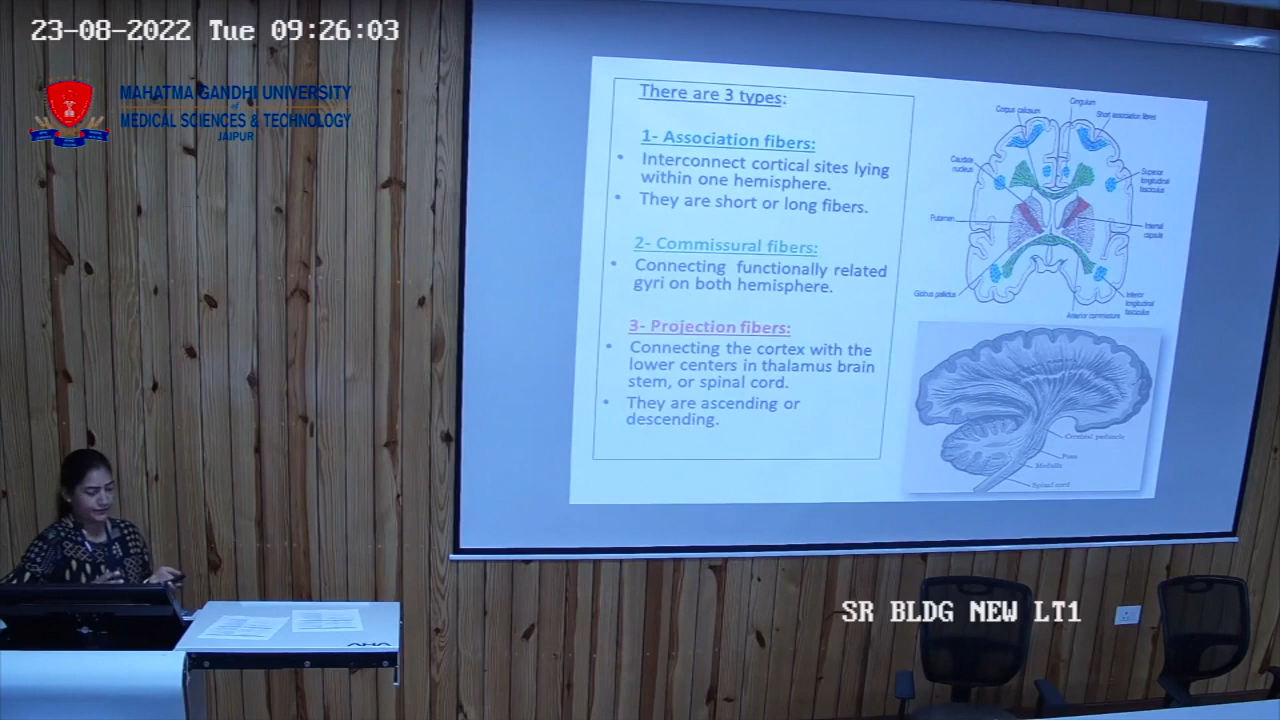 23-08-2022 Tue 09:26:03
MAHATMA GANDHI UNIVERSITY
of
MEDICAL SCIENCES & TECHNOLOGY
JAIPUR
There are 3 types:
1- Association fibers:
• Interconnect cortical sites lying
within one hemisphere.
• They are short or long fibers.
2- Commissural fibers:
• Connecting functionally related
gyri on both hemisphere.
3- Projection fibers:
• Connecting the cortex with the
lower centers in thalamus brain
stem, or spinal cord.
• They are ascending or
descending.
Corpus callosum
Cingulum
Short association fibres
Caudate
nucleus
Superior
longitudinal
fasciculus
Putamen
Internal
capsule
Globus pallidus
Inferior
longitudinal
fasciculus
Anterior commissure
Cerebral peduncle
Pons
Medulla
Spinal cord
SR BLDG NEW LT1